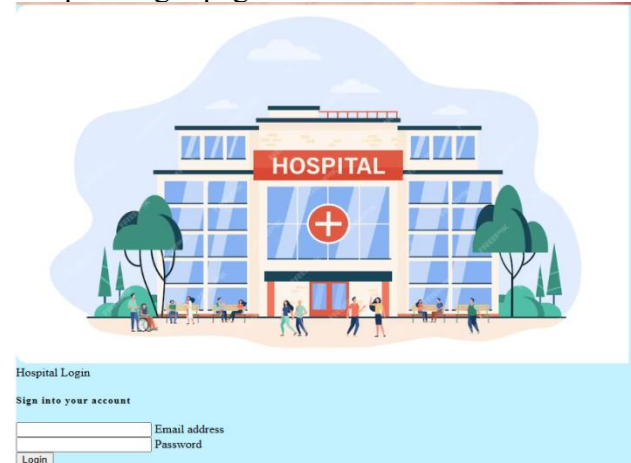 HOSPITAL
Hospital Login
Sign into your account
Email address
Password
Login